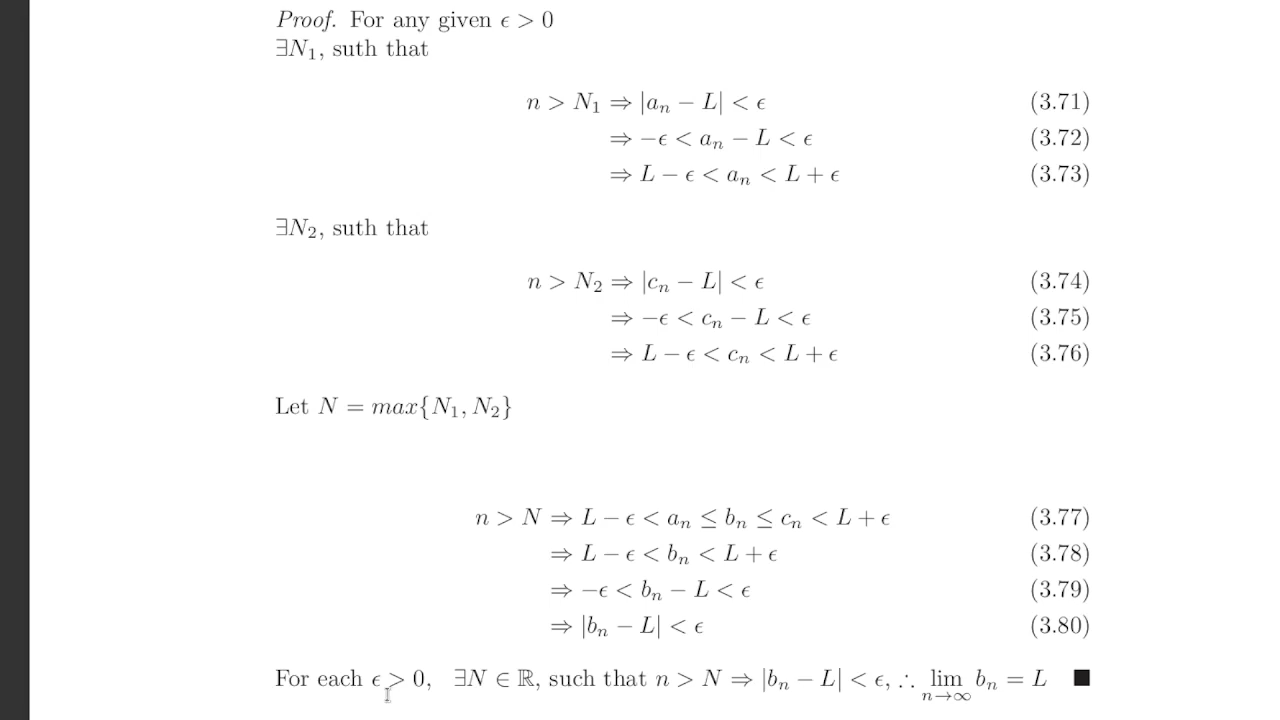 Proof. For any given ϵ > 0
∃N₁, suth that
n > N₁ ⇒ |aₙ − L| < ϵ (3.71)
⇒ −ϵ < aₙ − L < ϵ (3.72)
⇒ L − ϵ < aₙ < L + ϵ (3.73)
∃N₂, suth that
n > N₂ ⇒ |cₙ − L| < ϵ (3.74)
⇒ −ϵ < cₙ − L < ϵ (3.75)
⇒ L − ϵ < cₙ < L + ϵ (3.76)
Let N = max{N₁, N₂}
n > N ⇒ L − ϵ < aₙ ≤ bₙ ≤ cₙ < L + ϵ (3.77)
⇒ L − ϵ < bₙ < L + ϵ (3.78)
⇒ −ϵ < bₙ − L < ϵ (3.79)
⇒ |bₙ − L| < ϵ (3.80)
For each ϵ > 0, ∃N ∈ ℝ, such that n > N ⇒ |bₙ − L| < ϵ, ∴ lim n→∞ bₙ = L ■